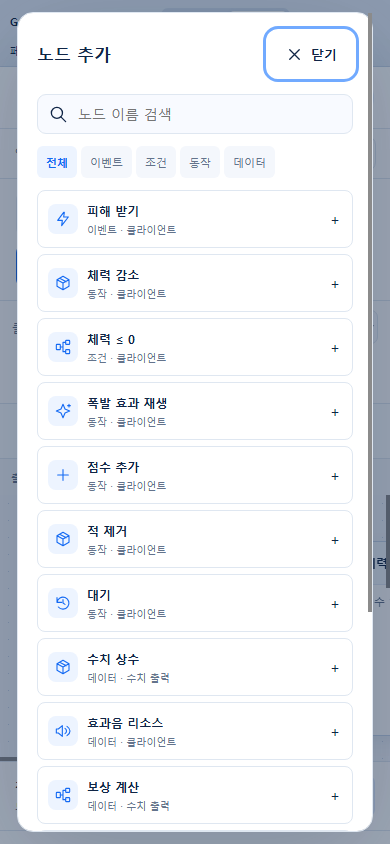 노드 추가
닫기
노드 이름 검색
전체 이벤트 조건 동작 데이터
피해 받기
이벤트 · 클라이언트
+
체력 감소
동작 · 클라이언트
+
체력 ≤ 0
조건 · 클라이언트
+
폭발 효과 재생
동작 · 클라이언트
+
점수 추가
동작 · 클라이언트
+
적 제거
동작 · 클라이언트
+
대기
동작 · 클라이언트
+
수치 상수
데이터 · 수치 출력
+
효과음 리소스
데이터 · 클라이언트
+
보상 계산
데이터 · 수치 출력
+